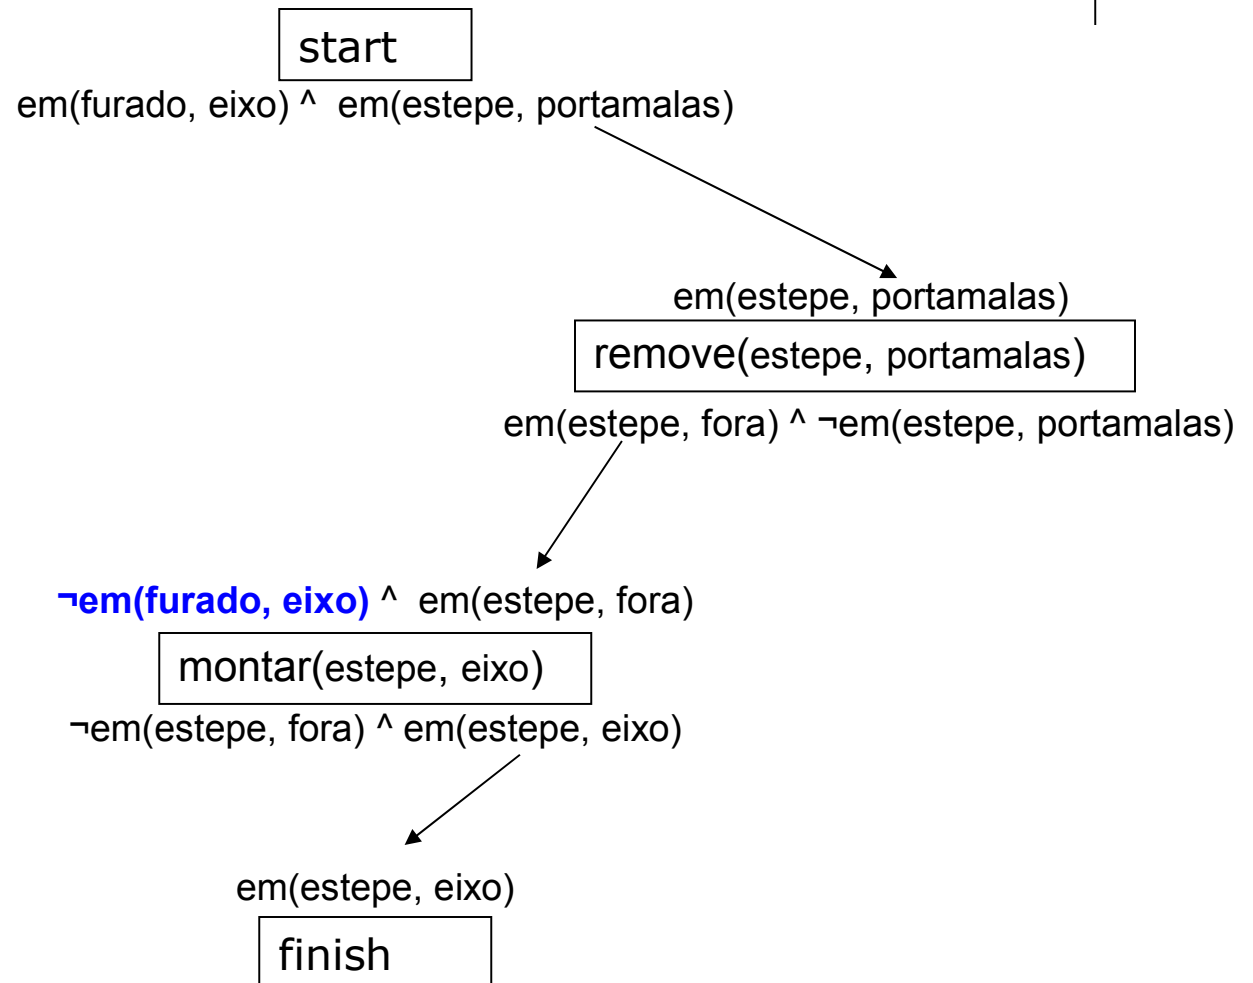 start
em(furado, eixo) ^ em(estepe, portamalas)
em(estepe, portamalas)
remove(estepe, portamalas)
em(estepe, fora) ^ ¬em(estepe, portamalas)
¬em(furado, eixo) ^ em(estepe, fora)
montar(estepe, eixo)
¬em(estepe, fora) ^ em(estepe, eixo)
em(estepe, eixo)
finish